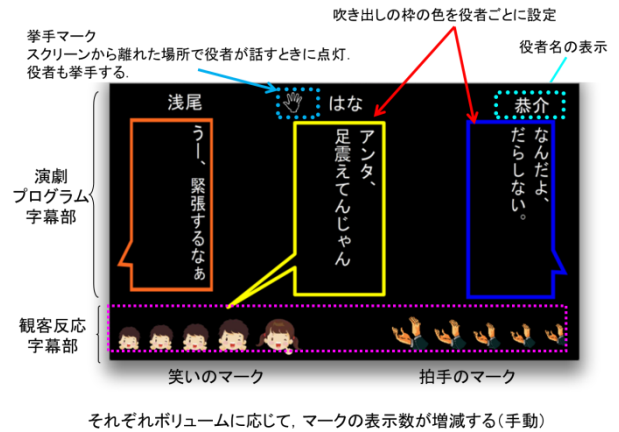 吹き出しの枠の色を役者ごとに設定
挙手マーク
スクリーンから離れた場所で役者が話すときに点灯.
役者も挙手する.
役者名の表示
浅尾
はな
恭介
演劇
プログラム
字幕部
うー、緊張するなぁ
アンタ、
足震えてんじゃん
なんだよ、
だらしない。
観客反応
字幕部
笑いのマーク
拍手のマーク
それぞれボリュームに応じて，マークの表示数が増減する（手動）